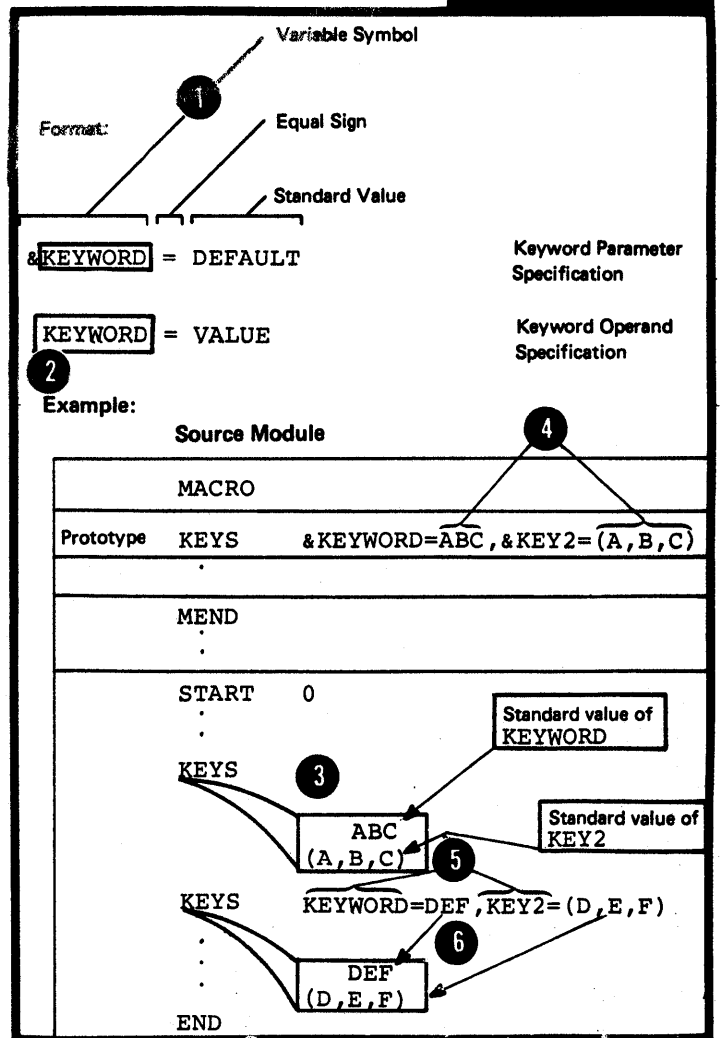 Variable Symbol
1
Format:
Equal Sign
Standard Value
&KEYWORD = DEFAULT
Keyword Parameter
Specification
KEYWORD = VALUE
Keyword Operand
Specification
2
Example:
4
Source Module
MACRO
Prototype KEYS &KEYWORD=ABC,&KEY2=(A,B,C)
.
MEND
.
.
START 0
.
.
Standard value of
KEYWORD
KEYS
3
ABC
(A,B,C)
Standard value of
KEY2
5
KEYS KEYWORD=DEF,KEY2=(D,E,F)
.
6
.
.
.
DEF
(D,E,F)
END